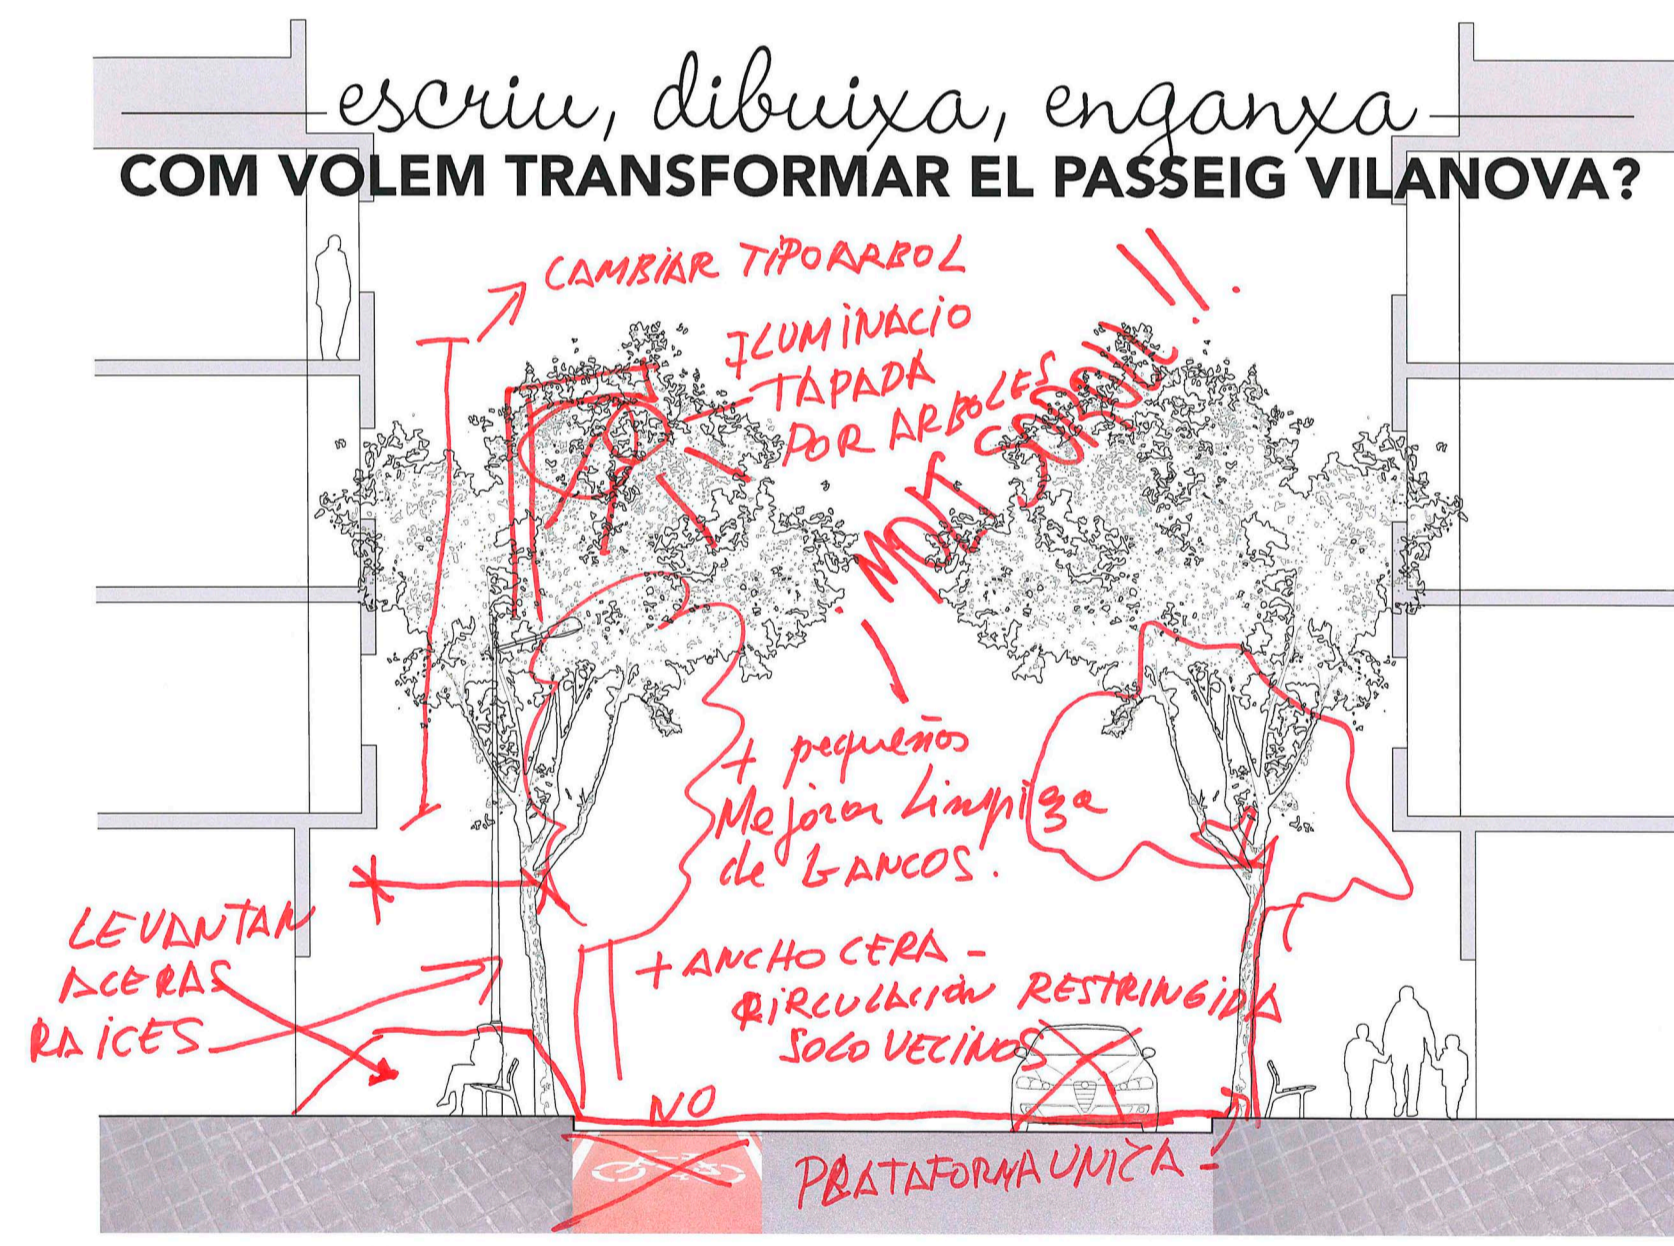 escriu, dibuixa, enganxa
COM VOLEM TRANSFORMAR EL PASSEIG VILANOVA?
CAMBIAR TIPO ARBOL
ILUMINACIO
TAPADA
POR ARBOLES
MOLT SOROLL !!
+ pequeños
Mejorar Limpieza
de BANCOS.
LEVANTAN
ACERAS
RAICES
+ ANCHO CERA -
CIRCULACIÓN RESTRINGIDA
SOLO VECINOS
NO
PLATAFORMA UNICA -